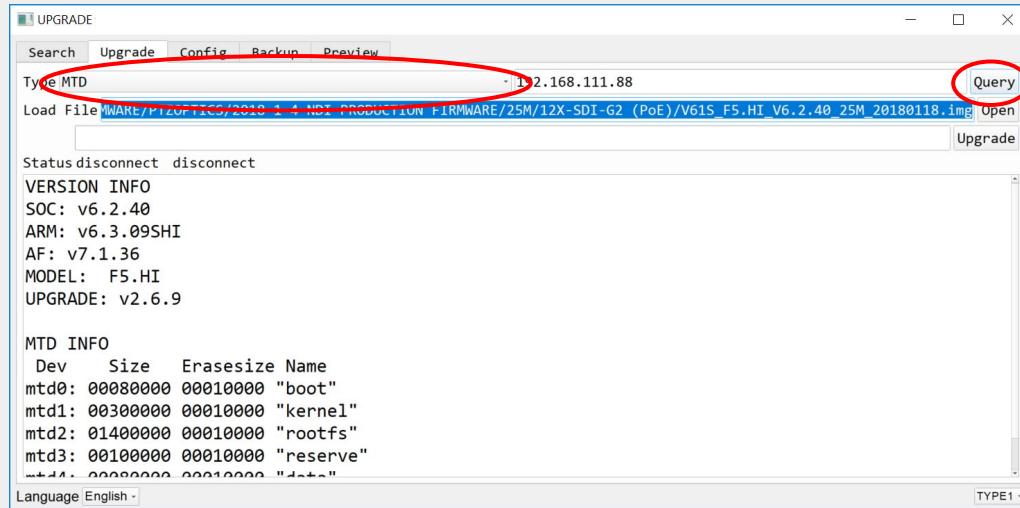 UPGRADE
Search Upgrade Config Backup Preview
Type MTD 192.168.111.88 Query
Load File MWARE/PTZOPTICS/2018-1-4 NDI PRODUCTION FIRMWARE/25M/12X-SDI-G2 (PoE)/V61S_F5.HI_V6.2.40_25M_20180118.img Open
Upgrade
Status disconnect disconnect
VERSION INFO
SOC: v6.2.40
ARM: v6.3.09SHI
AF: v7.1.36
MODEL: F5.HI
UPGRADE: v2.6.9
MTD INFO
Dev Size Erasesize Name
mtd0: 00080000 00010000 "boot"
mtd1: 00300000 00010000 "kernel"
mtd2: 01400000 00010000 "rootfs"
mtd3: 00100000 00010000 "reserve"
mtd4: 00080000 00010000 "data"
Language English TYPE1